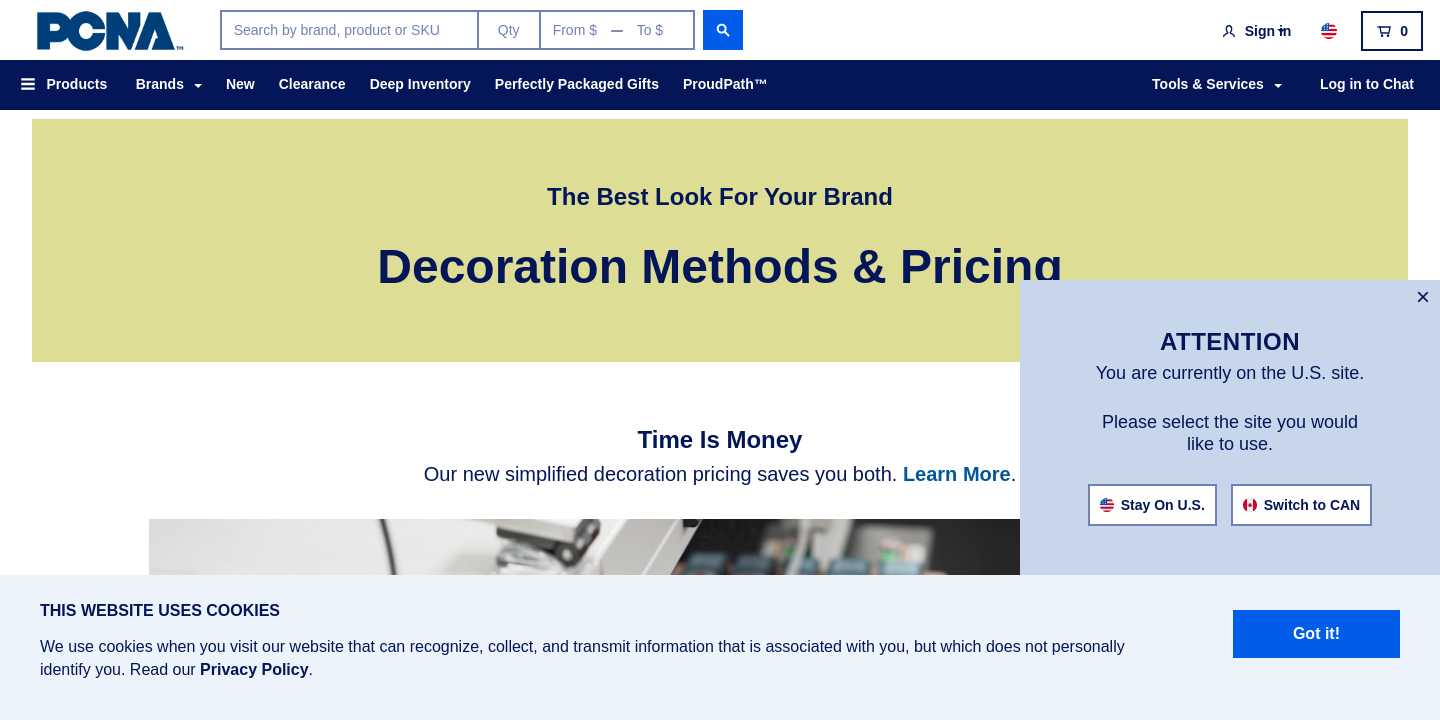 PCNA™
Search by brand, product or SKU
Qty
From $ — To $
Sign in
0
Products
Brands
New
Clearance
Deep Inventory
Perfectly Packaged Gifts
ProudPath™
Tools & Services
Log in to Chat
The Best Look For Your Brand
Decoration Methods & Pricing
Time Is Money
Our new simplified decoration pricing saves you both. Learn More.
×
ATTENTION
You are currently on the U.S. site.
Please select the site you would
like to use.
Stay On U.S.
Switch to CAN
THIS WEBSITE USES COOKIES
We use cookies when you visit our website that can recognize, collect, and transmit information that is associated with you, but which does not personally
identify you. Read our Privacy Policy.
Got it!